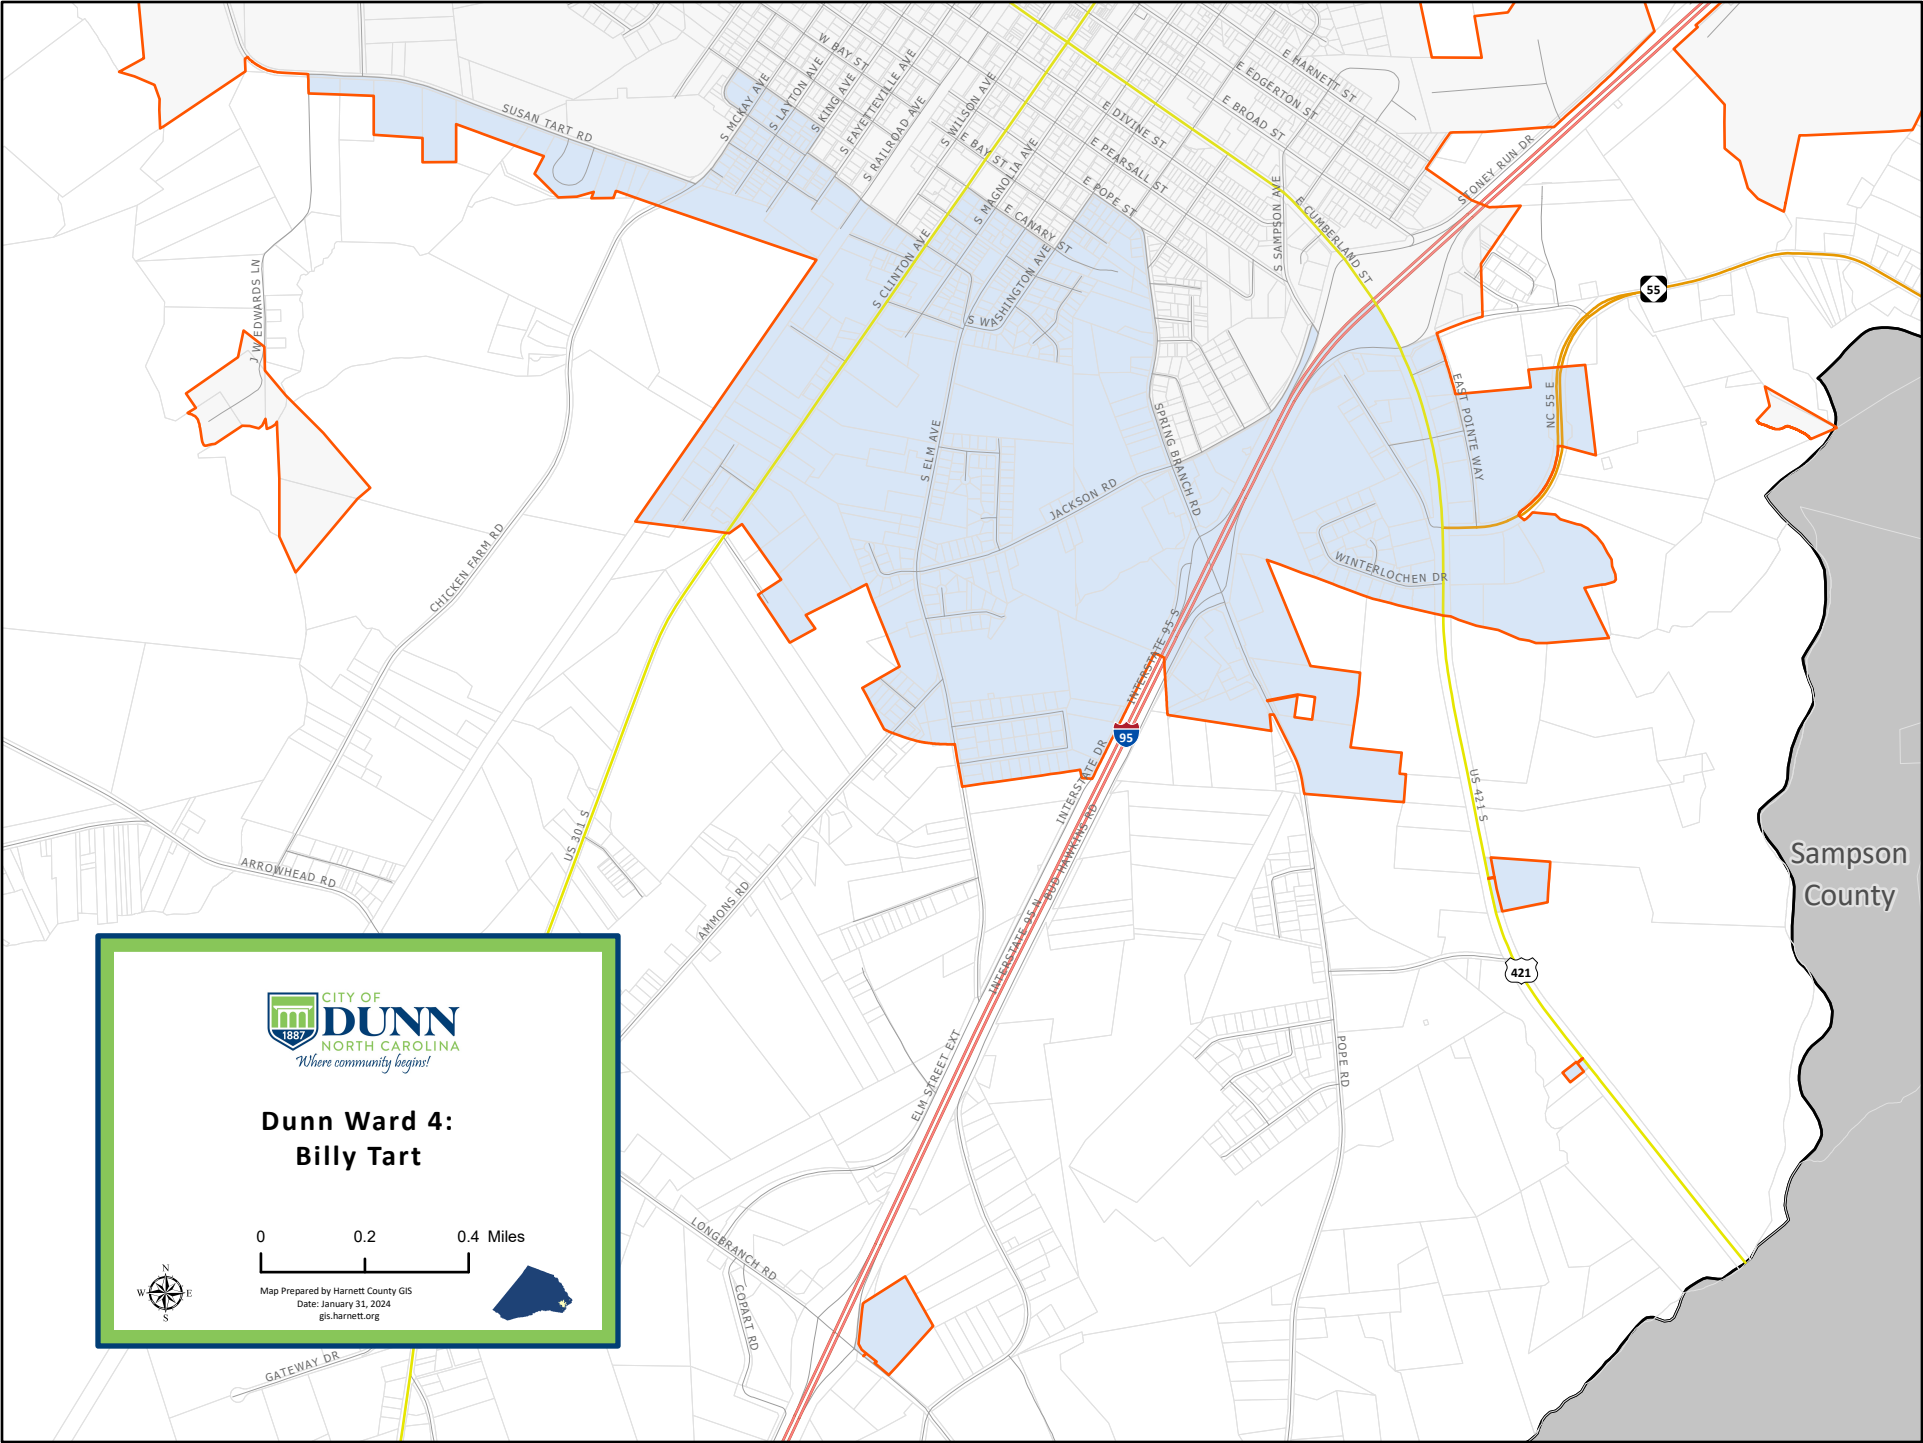 W BAY ST
E HARNETT ST
E EDGERTON ST
E BROAD ST
E DIVINE ST
E PEARSALL ST
E POPE ST
E BAY ST
E CANARY ST
S MCKAY AVE
S LAYTON AVE
S KING AVE
S FAYETTEVILLE AVE
S RAILROAD AVE
S WILSON AVE
S MAGNOLIA AVE
S CLINTON AVE
S WASHINGTON AVE
S SAMPSON AVE
E CUMBERLAND ST
STONEY RUN DR
SUSAN TART RD
J W EDWARDS LN
55
NC 55 E
EAST POINTE WAY
SPRING BRANCH RD
S ELM AVE
JACKSON RD
WINTERLOCHEN DR
CHICKEN FARM RD
INTERSTATE 95 S
95
INTERSTATE DR
BUD HAWKINS RD
INTERSTATE 95 N
US 421 S
US 301 S
ARROWHEAD RD
AMMONS RD
Sampson
County
421
ELM STREET EXT
POPE RD
LONGBRANCH RD
COPART RD
GATEWAY DR
CITY OF
DUNN
1887
NORTH CAROLINA
Where community begins!
Dunn Ward 4:
Billy Tart
0 0.2 0.4 Miles
N
W E
S
Map Prepared by Harnett County GIS
Date: January 31, 2024
gis.harnett.org